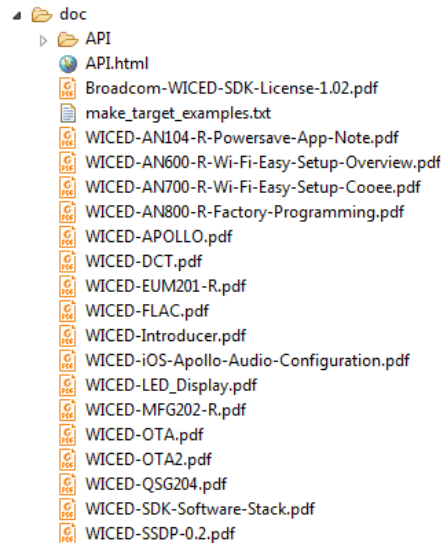 doc
API
API.html
Broadcom-WICED-SDK-License-1.02.pdf
make_target_examples.txt
WICED-AN104-R-Powersave-App-Note.pdf
WICED-AN600-R-Wi-Fi-Easy-Setup-Overview.pdf
WICED-AN700-R-Wi-Fi-Easy-Setup-Cooee.pdf
WICED-AN800-R-Factory-Programming.pdf
WICED-APOLLO.pdf
WICED-DCT.pdf
WICED-EUM201-R.pdf
WICED-FLAC.pdf
WICED-Introducer.pdf
WICED-iOS-Apollo-Audio-Configuration.pdf
WICED-LED_Display.pdf
WICED-MFG202-R.pdf
WICED-OTA.pdf
WICED-OTA2.pdf
WICED-QSG204.pdf
WICED-SDK-Software-Stack.pdf
WICED-SSDP-0.2.pdf